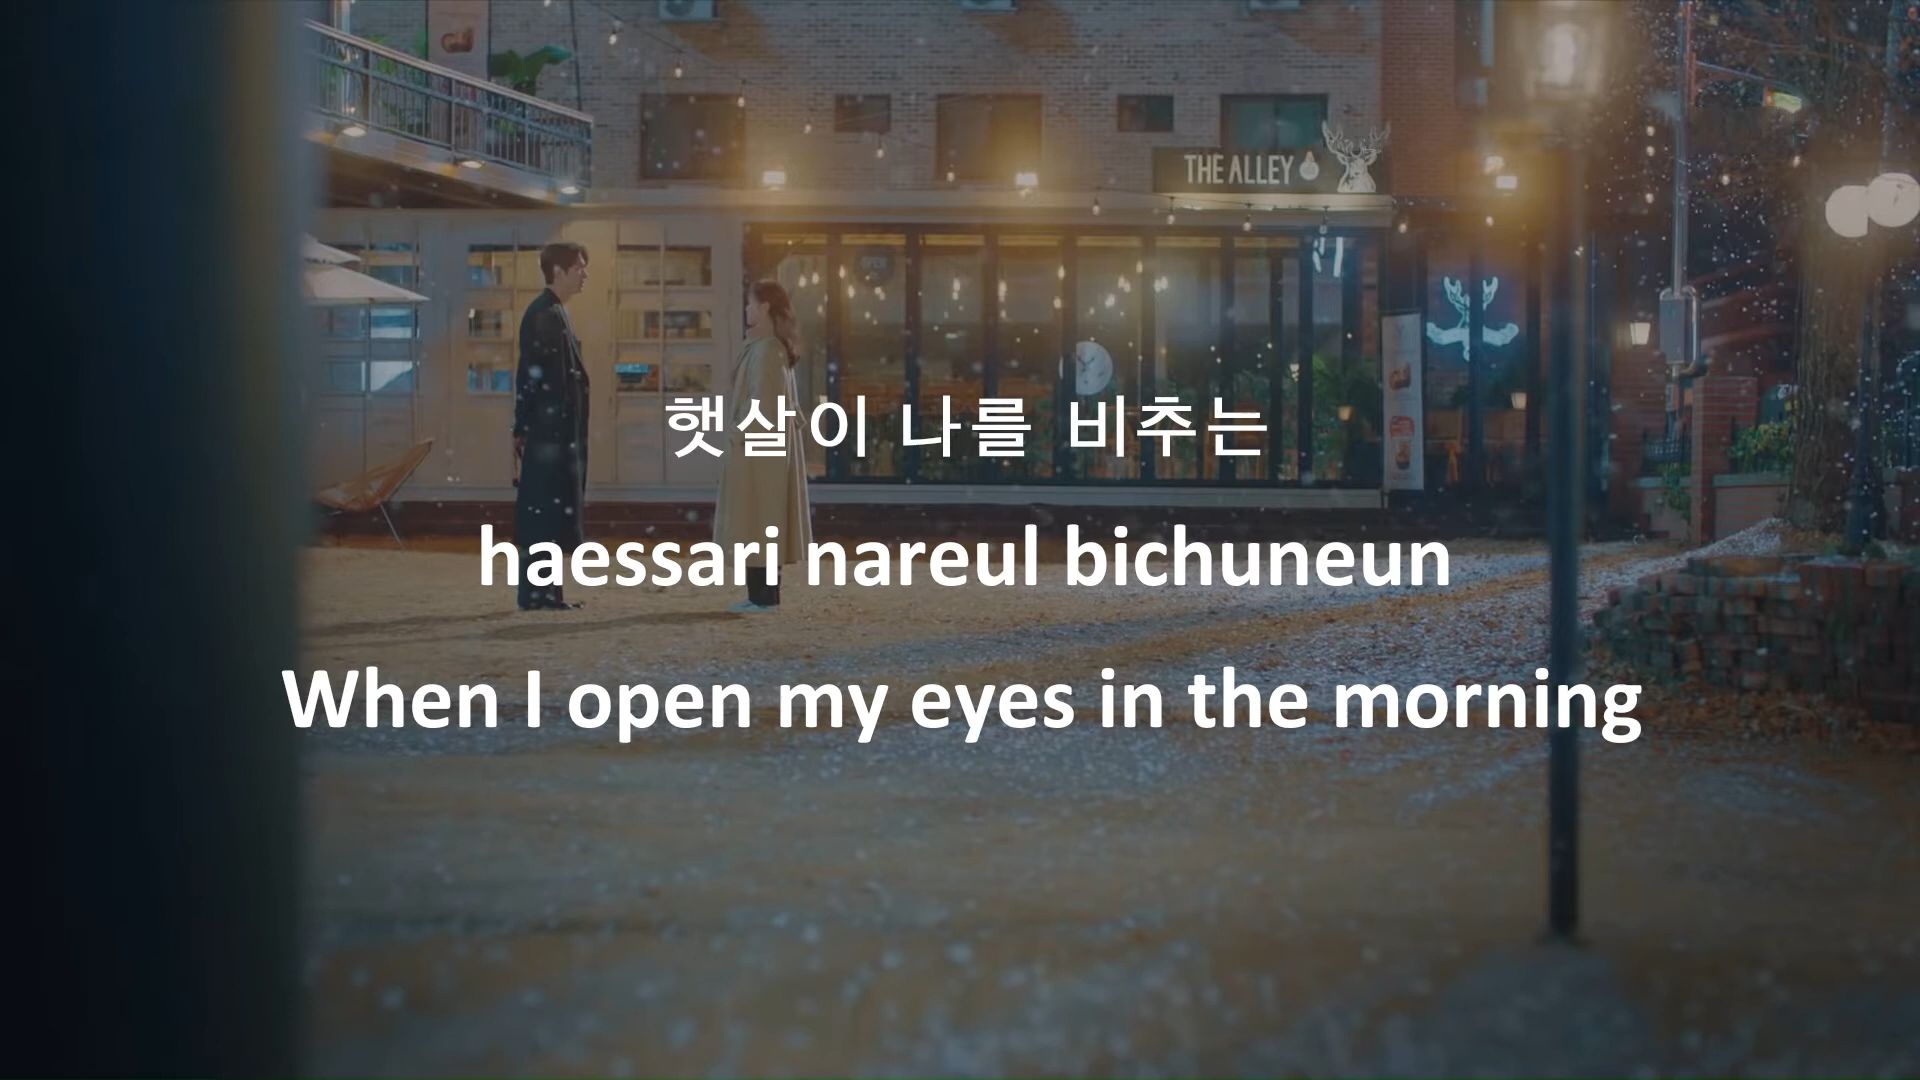 THE ALLEY
햇살이 나를 비추는
haessari nareul bichuneun
When I open my eyes in the morning